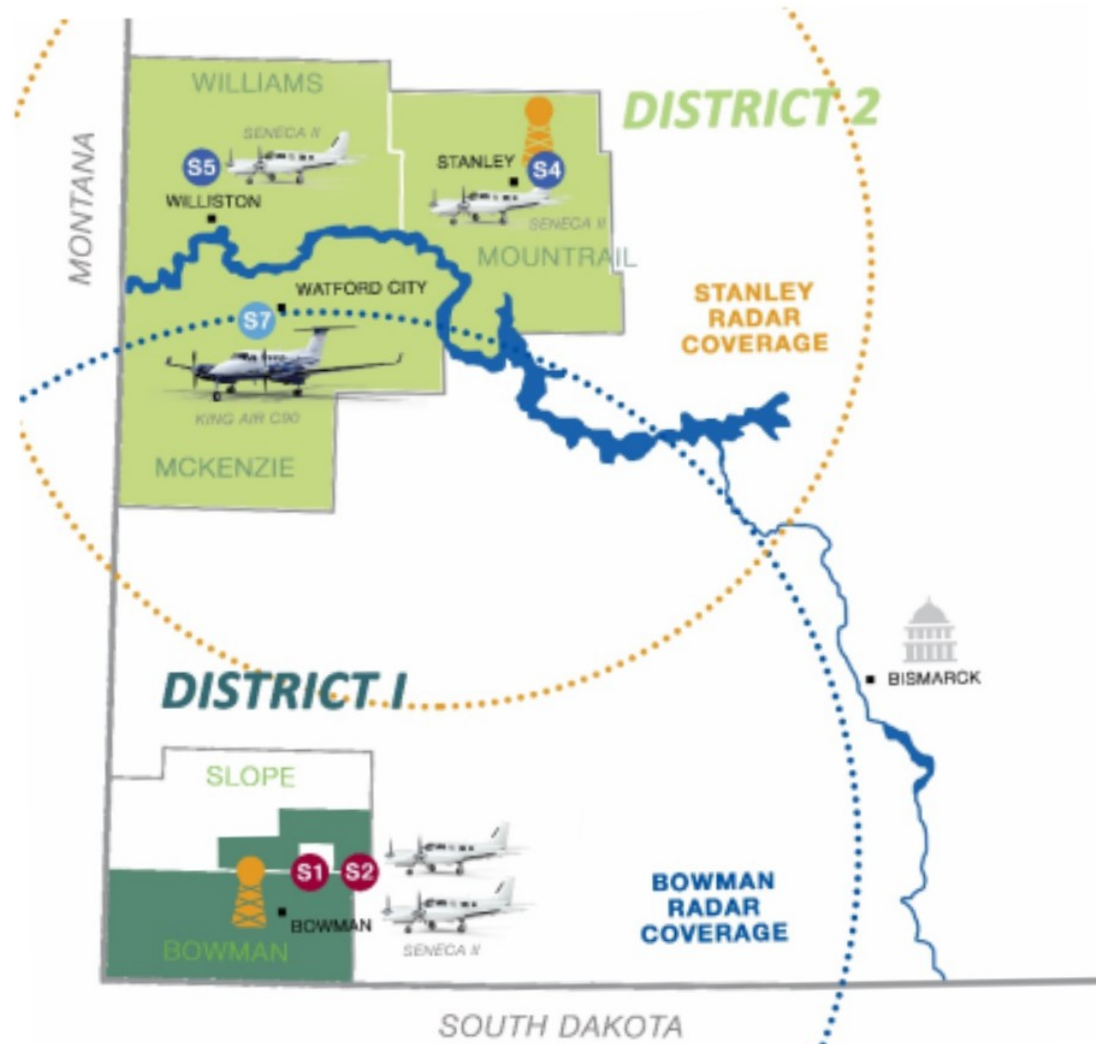 WILLIAMS
DISTRICT 2
SENECA II
S5
STANLEY
S4
WILLISTON
SENECA II
MONTANA
MOUNTRAIL
WATFORD CITY
S7
STANLEY
RADAR
COVERAGE
KING AIR C90
MCKENZIE
BISMARCK
DISTRICT I
SLOPE
S1
S2
BOWMAN
RADAR
COVERAGE
BOWMAN
BOWMAN
SENECA II
SOUTH DAKOTA